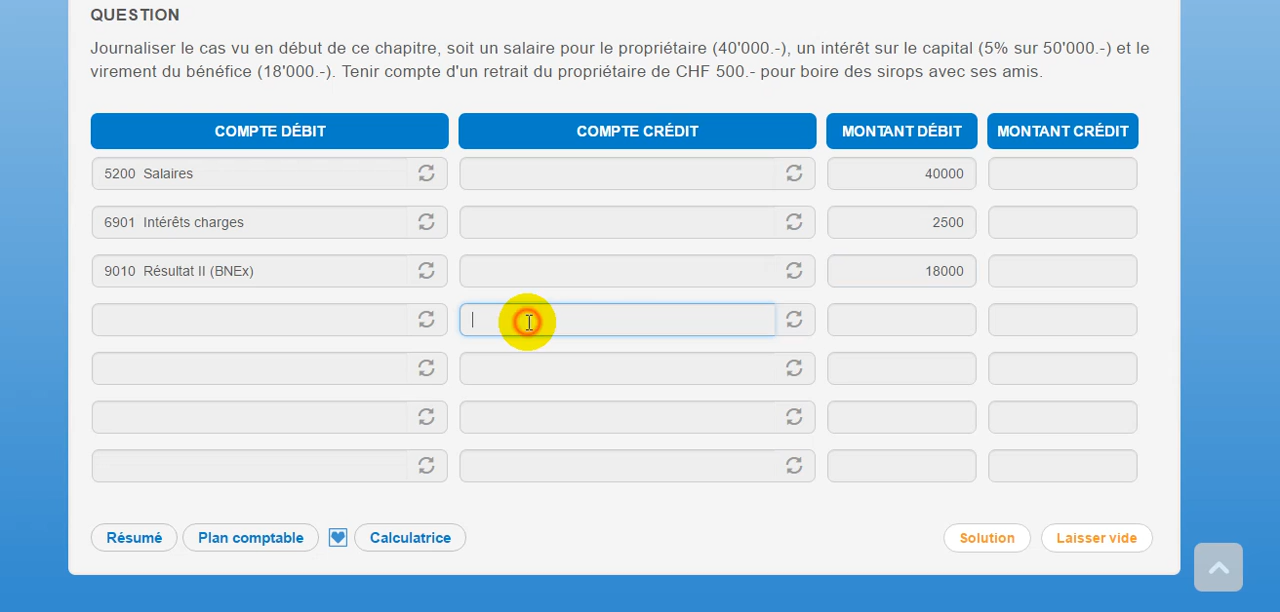 QUESTION
Journaliser le cas vu en début de ce chapitre, soit un salaire pour le propriétaire (40'000.-), un intérêt sur le capital (5% sur 50'000.-) et le
virement du bénéfice (18'000.-). Tenir compte d'un retrait du propriétaire de CHF 500.- pour boire des sirops avec ses amis.
COMPTE DÉBIT COMPTE CRÉDIT MONTANT DÉBIT MONTANT CRÉDIT
5200 Salaires 40000
6901 Intérêts charges 2500
9010 Résultat II (BNEx) 18000
Résumé Plan comptable Calculatrice Solution Laisser vide